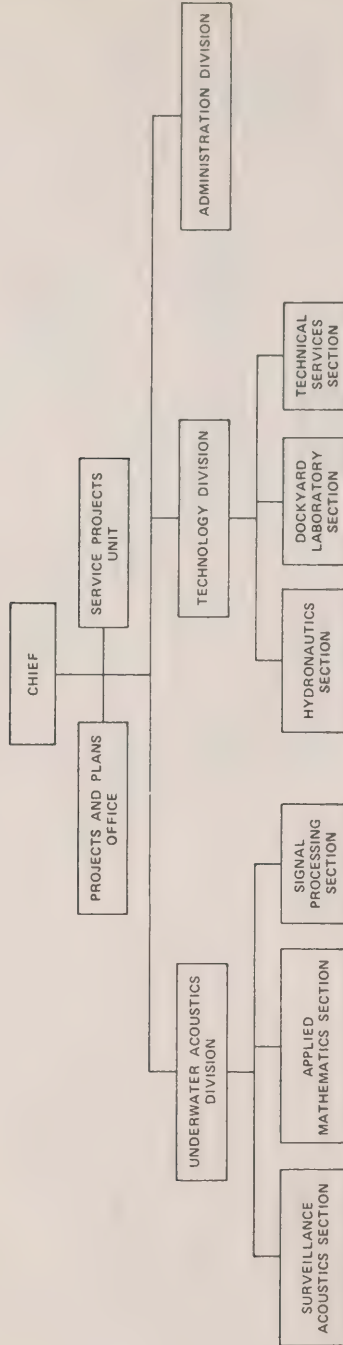 CHIEF
PROJECTS AND PLANS
OFFICE
SERVICE PROJECTS
UNIT
UNDERWATER ACOUSTICS
DIVISION
TECHNOLOGY DIVISION
ADMINISTRATION DIVISION
SURVEILLANCE
ACOUSTICS SECTION
APPLIED
MATHEMATICS SECTION
SIGNAL
PROCESSING
SECTION
HYDRONAUTICS
SECTION
DOCKYARD
LABORATORY
SECTION
TECHNICAL
SERVICES
SECTION